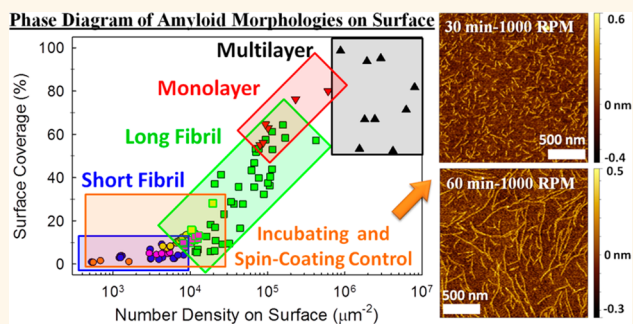 Phase Diagram of Amyloid Morphologies on Surface
Multilayer
Monolayer
Long Fibril
Short Fibril
Incubating and
Spin-Coating Control
Surface Coverage (%)
100
80
60
40
20
0
10³ 10⁴ 10⁵ 10⁶ 10⁷
Number Density on Surface (μm⁻²)
30 min-1000 RPM
500 nm
0.6
0 nm
-0.4
60 min-1000 RPM
500 nm
0.5
0 nm
-0.3